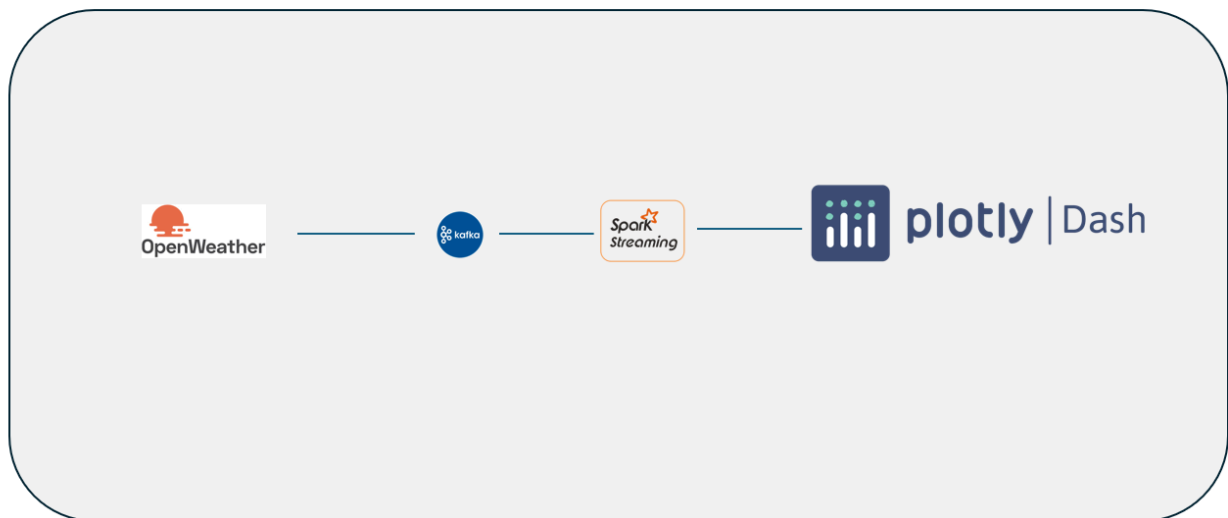 OpenWeather
kafka
Spark
Streaming
plotly | Dash